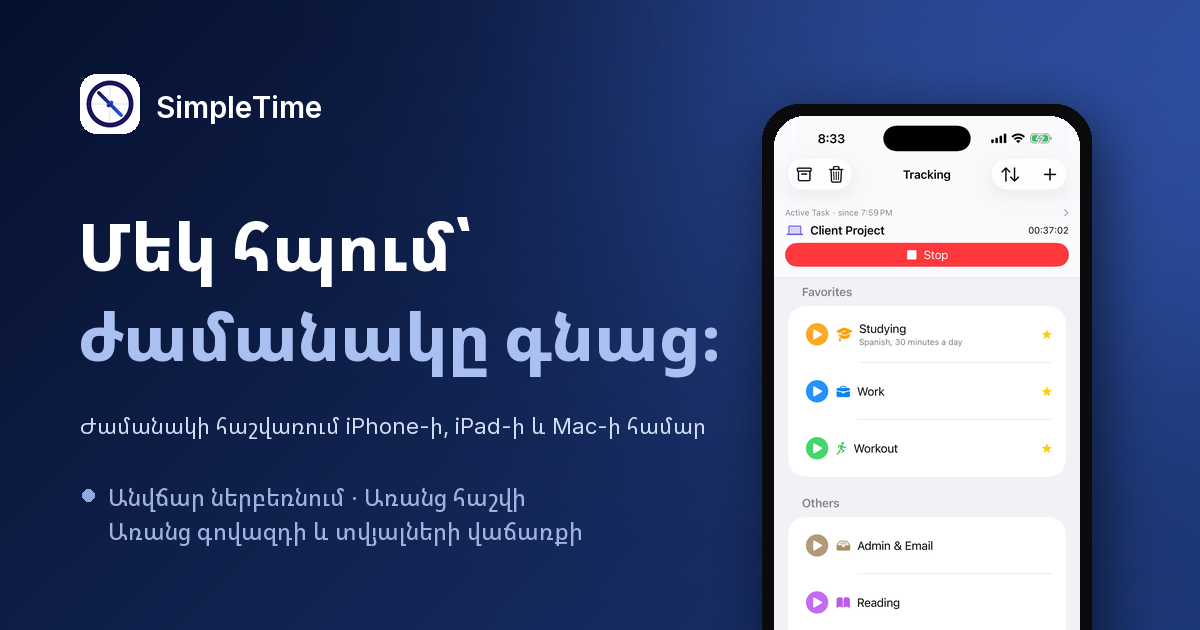 SimpleTime
Մեկ հպում՝
ժամանակը գնաց։
Ժամանակի հաշվառում iPhone-ի, iPad-ի և Mac-ի համար
Անվճար ներբեռնում · Առանց հաշվի
Առանց գովազդի և տվյալների վաճառքի
8:33
Tracking
Active Task · since 7:59 PM
Client Project
00:37:02
Stop
Favorites
Studying
Spanish, 30 minutes a day
Work
Workout
Others
Admin & Email
Reading